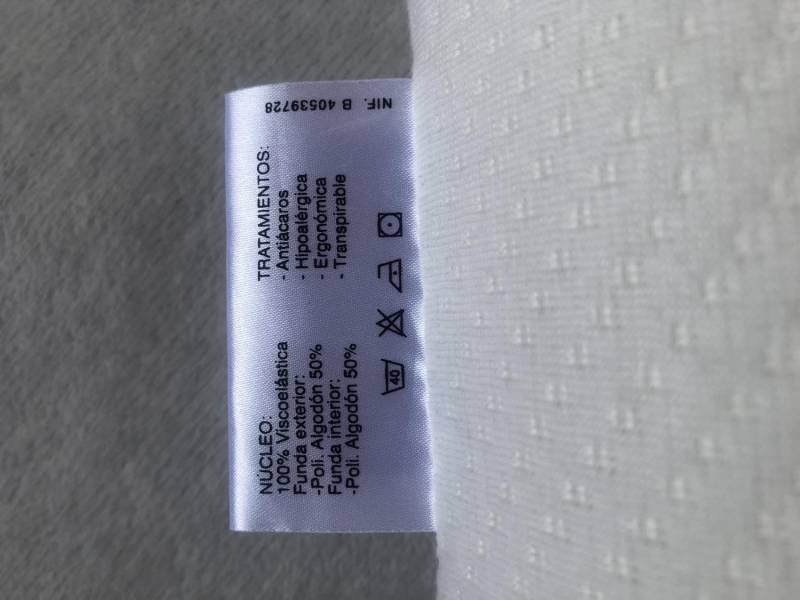 NÚCLEO:
100% Viscoelástica
Funda exterior:
-Poli. Algodón 50%
Funda interior:
-Poli. Algodón 50%
40
TRATAMIENTOS:
- Antiácaros
- Hipoalérgica
- Ergonómica
- Transpirable
NIF. B 40539728